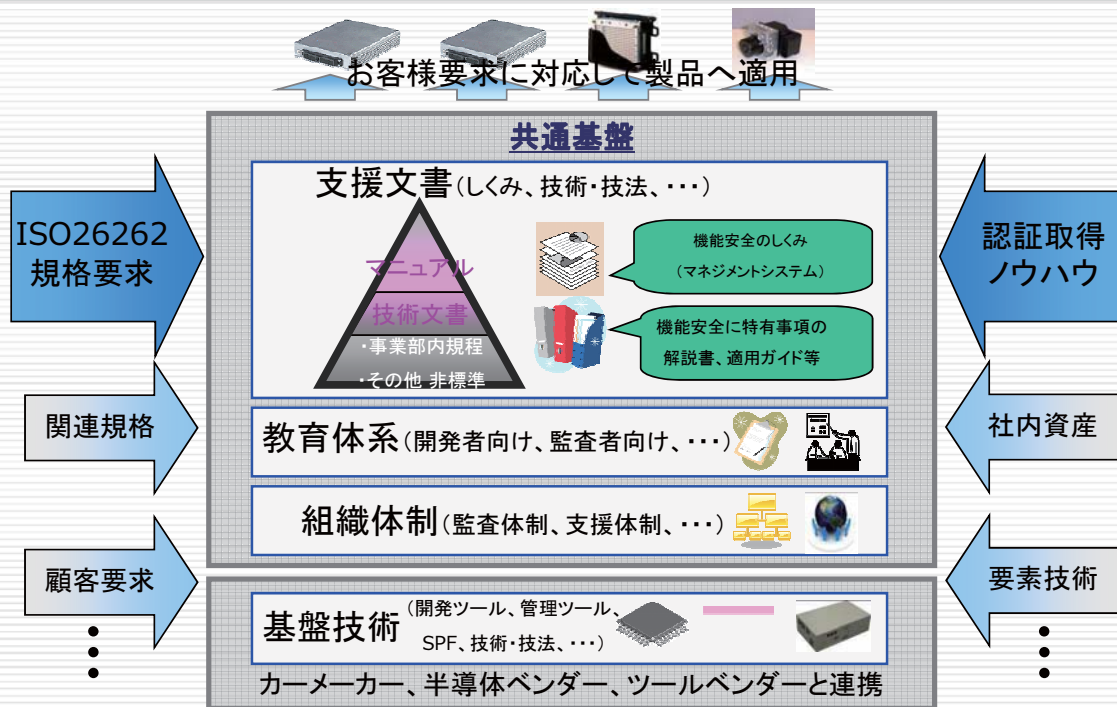 お客様要求に対応して製品へ適用
共通基盤
支援文書(しくみ、技術・技法、・・・)
マニュアル
技術文書
・事業部内規程
・その他 非標準
機能安全のしくみ
(マネジメントシステム)
機能安全に特有事項の
解説書、適用ガイド等
教育体系(開発者向け、監査者向け、・・・)
組織体制(監査体制、支援体制、・・・)
基盤技術
(開発ツール、管理ツール、
SPF、技術・技法、・・・)
カーメーカー、半導体ベンダー、ツールベンダーと連携
ISO26262
規格要求
関連規格
顧客要求
認証取得
ノウハウ
社内資産
要素技術